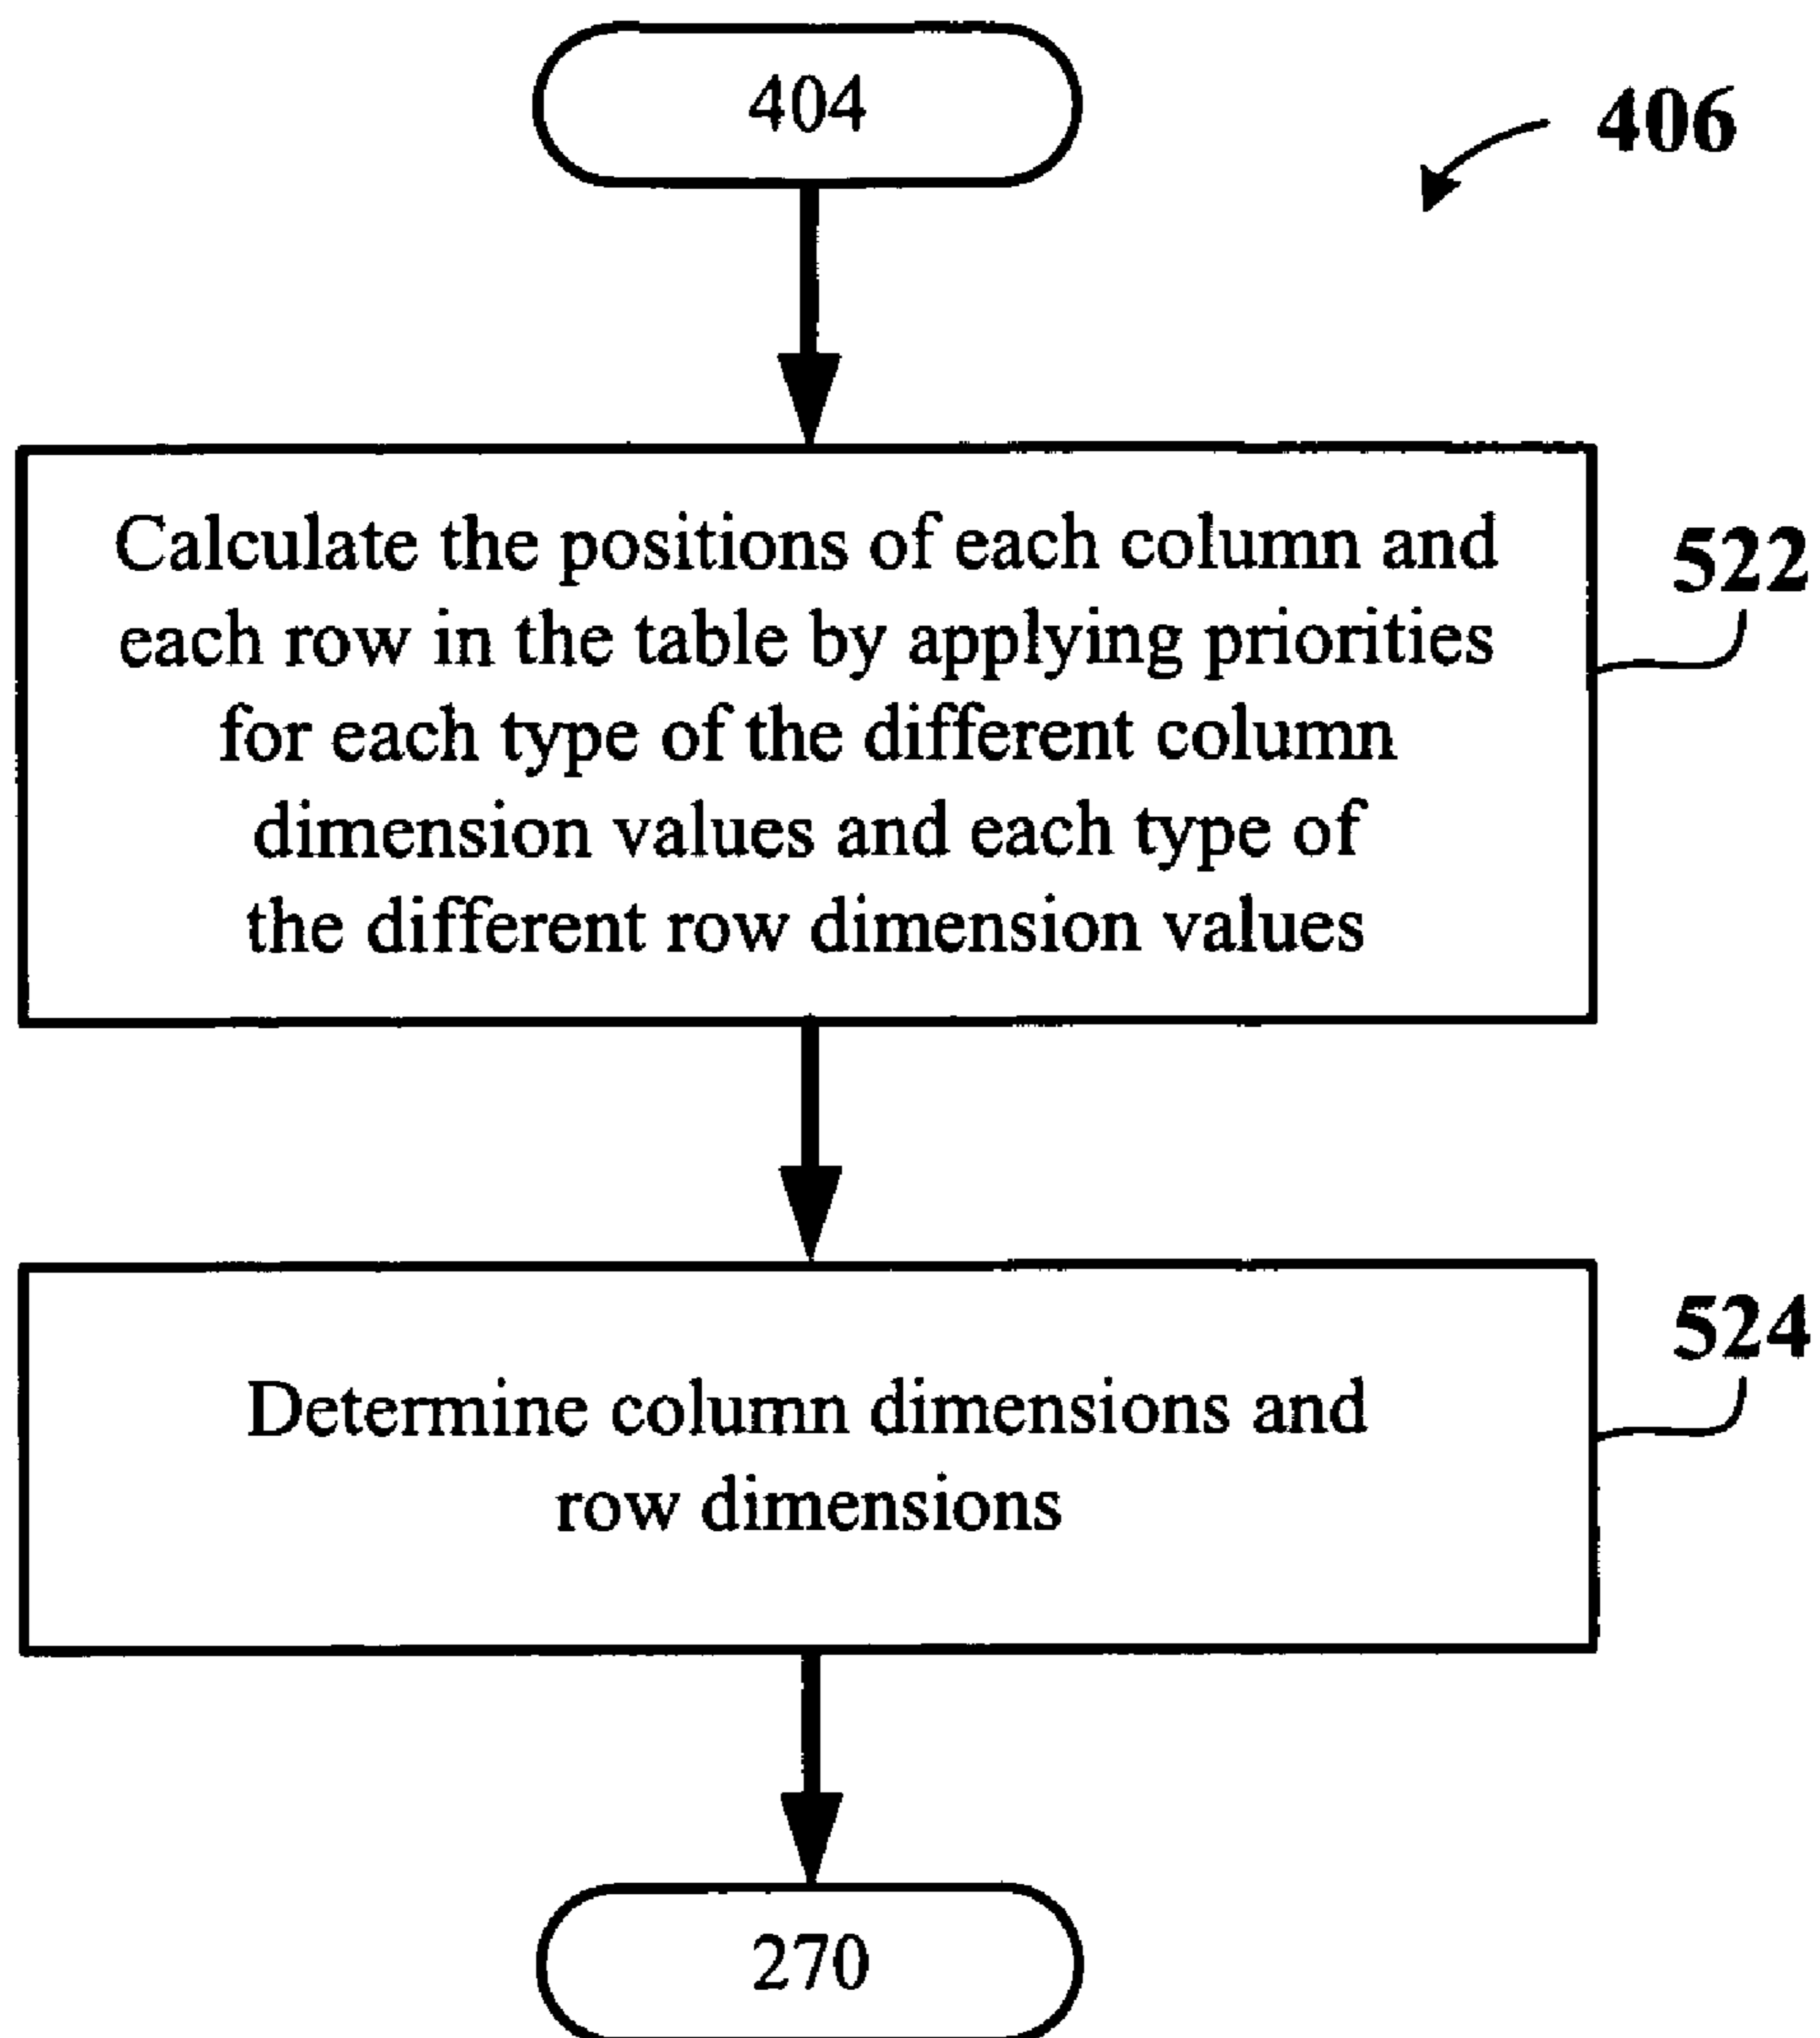 404
406
Calculate the positions of each column and
each row in the table by applying priorities
for each type of the different column
dimension values and each type of
the different row dimension values
522
Determine column dimensions and
row dimensions
524
270